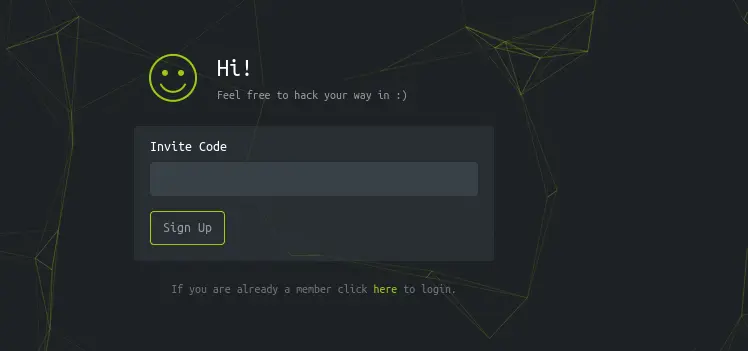 Hi!
Feel free to hack your way in :)
Invite Code
Sign Up
If you are already a member click here to login.